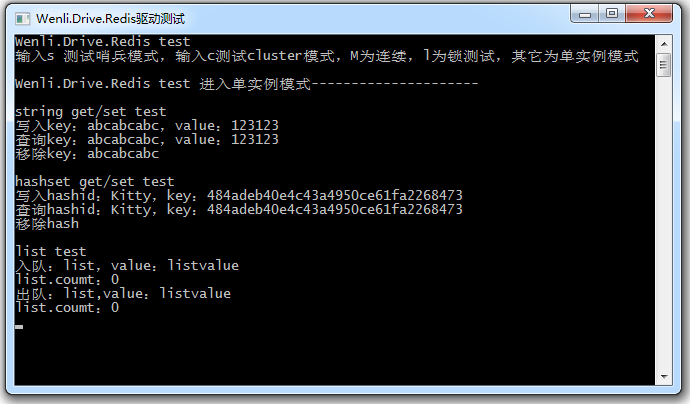 Wenli.Drive.Redis驱动测试
Wenli.Drive.Redis test
输入s 测试哨兵模式，输入c测试cluster模式，M为连续，l为锁测试，其它为单实例模式
Wenli.Drive.Redis test 进入单实例模式---------------------
string get/set test
写入key：abcabcabc，value：123123
查询key：abcabcabc，value：123123
移除key：abcabcabc
hashset get/set test
写入hashid：Kitty，key：484adeb40e4c43a4950ce61fa2268473
查询hashid：Kitty，key：484adeb40e4c43a4950ce61fa2268473
移除hash
list test
入队：list，value：listvalue
list.coumt：0
出队：list,value：listvalue
list.coumt：0